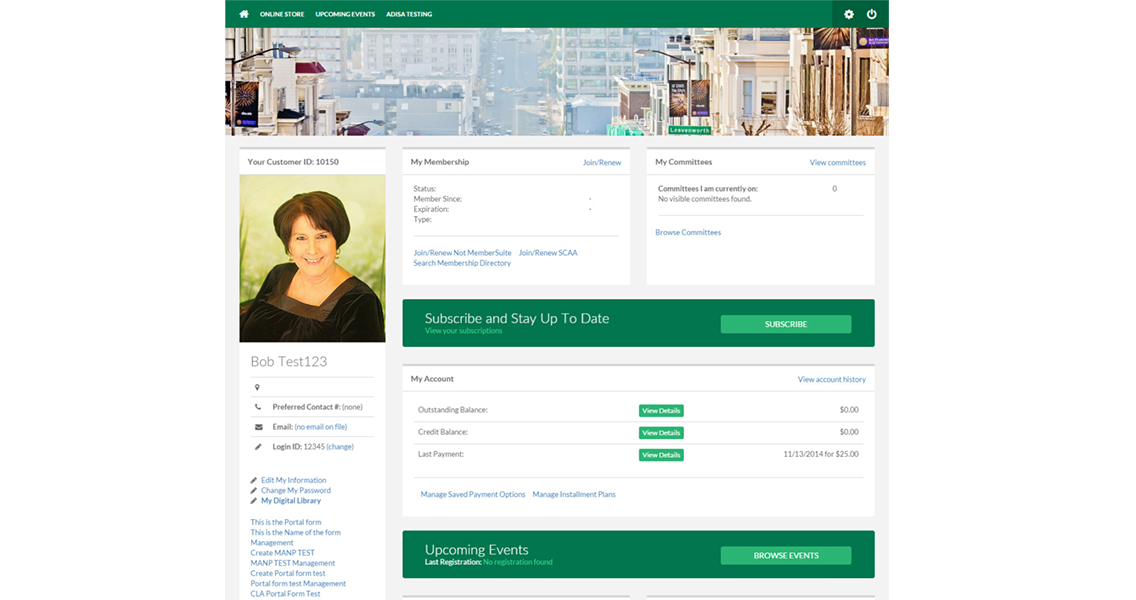 ONLINE STORE UPCOMING EVENTS ADISA TESTING
Leavenworth
Your Customer ID: 10150
Bob Test123
Preferred Contact #: (none)
Email: (no email on file)
Login ID: 12345 (change)
Edit My Information
Change My Password
My Digital Library
This is the Portal form
This is the Name of the form
Management
Create MANP TEST
MANP TEST Management
Create Portal form test
Portal form test Management
CLA Portal Form Test
My Membership Join/Renew
Status:
Member Since: -
Expiration: -
Type:
Join/Renew Not MemberSuite Join/Renew SCAA
Search Membership Directory
My Committees View committees
Committees I am currently on: 0
No visible committees found.
Browse Committees
Subscribe and Stay Up To Date
View your subscriptions
SUBSCRIBE
My Account View account history
Outstanding Balance: View Details $0.00
Credit Balance: View Details $0.00
Last Payment: View Details 11/13/2014 for $25.00
Manage Saved Payment Options Manage Installment Plans
Upcoming Events
Last Registration: No registration found
BROWSE EVENTS